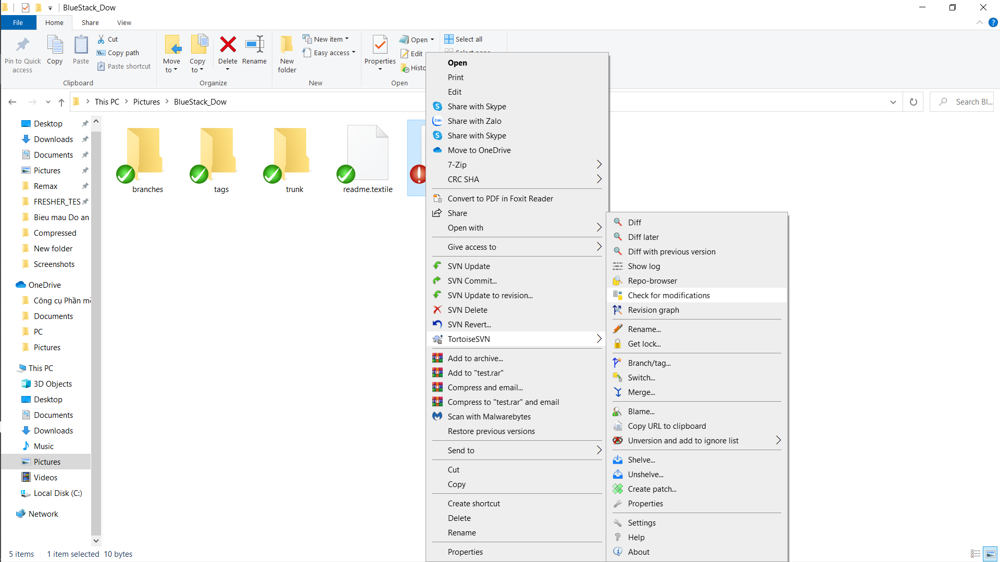 BlueStack_Dow
File
Home
Share
View
Pin to Quick
access
Copy
Paste
Cut
Copy path
Paste shortcut
Clipboard
Move
to
Copy
to
Delete
Rename
Organize
New
folder
New item
Easy access
New
Properties
Open
Edit
Histo
Open
Select all
This PC
Pictures
BlueStack_Dow
Search Bl...
Desktop
Downloads
Documents
Pictures
Remax
FRESHER_TES
Bieu mau Do an
Compressed
New folder
Screenshots
OneDrive
Công cụ Phần
Documents
PC
Pictures
This PC
3D Objects
Desktop
Documents
Downloads
Music
Pictures
Videos
Local Disk (C:)
Network
branches
tags
trunk
readme.textile
Open
Print
Edit
Share with Skype
Zalo
Share with Zalo
Share with Skype
Move to OneDrive
7-Zip
CRC SHA
Convert to PDF in Foxit Reader
Share
Open with
Give access to
SVN Update
SVN Commit...
SVN Update to revision...
SVN Delete
SVN Revert...
TortoiseSVN
Add to archive...
Add to "test.rar"
Compress and email...
Compress to "test.rar" and email
Scan with Malwarebytes
Restore previous versions
Send to
Cut
Copy
Create shortcut
Delete
Rename
Properties
Diff
Diff later
Diff with previous version
Show log
Repo-browser
Check for modifications
Revision graph
Rename...
Get lock...
Branch/tag...
Switch...
Merge...
Blame...
Copy URL to clipboard
Unversion and add to ignore list
Shelve...
Unshelve...
Create patch...
Properties
Settings
Help
About
5 items
1 item selected 10 bytes